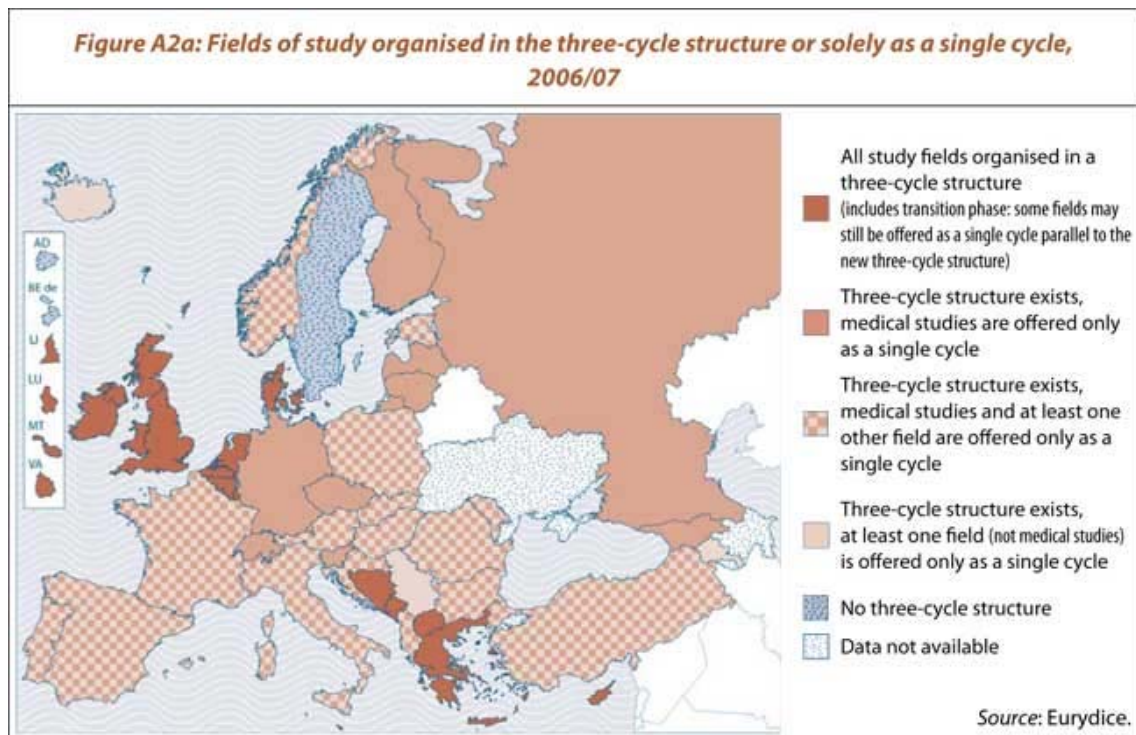 Figure A2a: Fields of study organised in the three-cycle structure or solely as a single cycle,
2006/07
AD
BE de
LI
LU
MT
VA
All study fields organised in a
three-cycle structure
(includes transition phase: some fields may
still be offered as a single cycle parallel to the
new three-cycle structure)
Three-cycle structure exists,
medical studies are offered only
as a single cycle
Three-cycle structure exists,
medical studies and at least one
other field are offered only as a
single cycle
Three-cycle structure exists,
at least one field (not medical studies)
is offered only as a single cycle
No three-cycle structure
Data not available
Source: Eurydice.